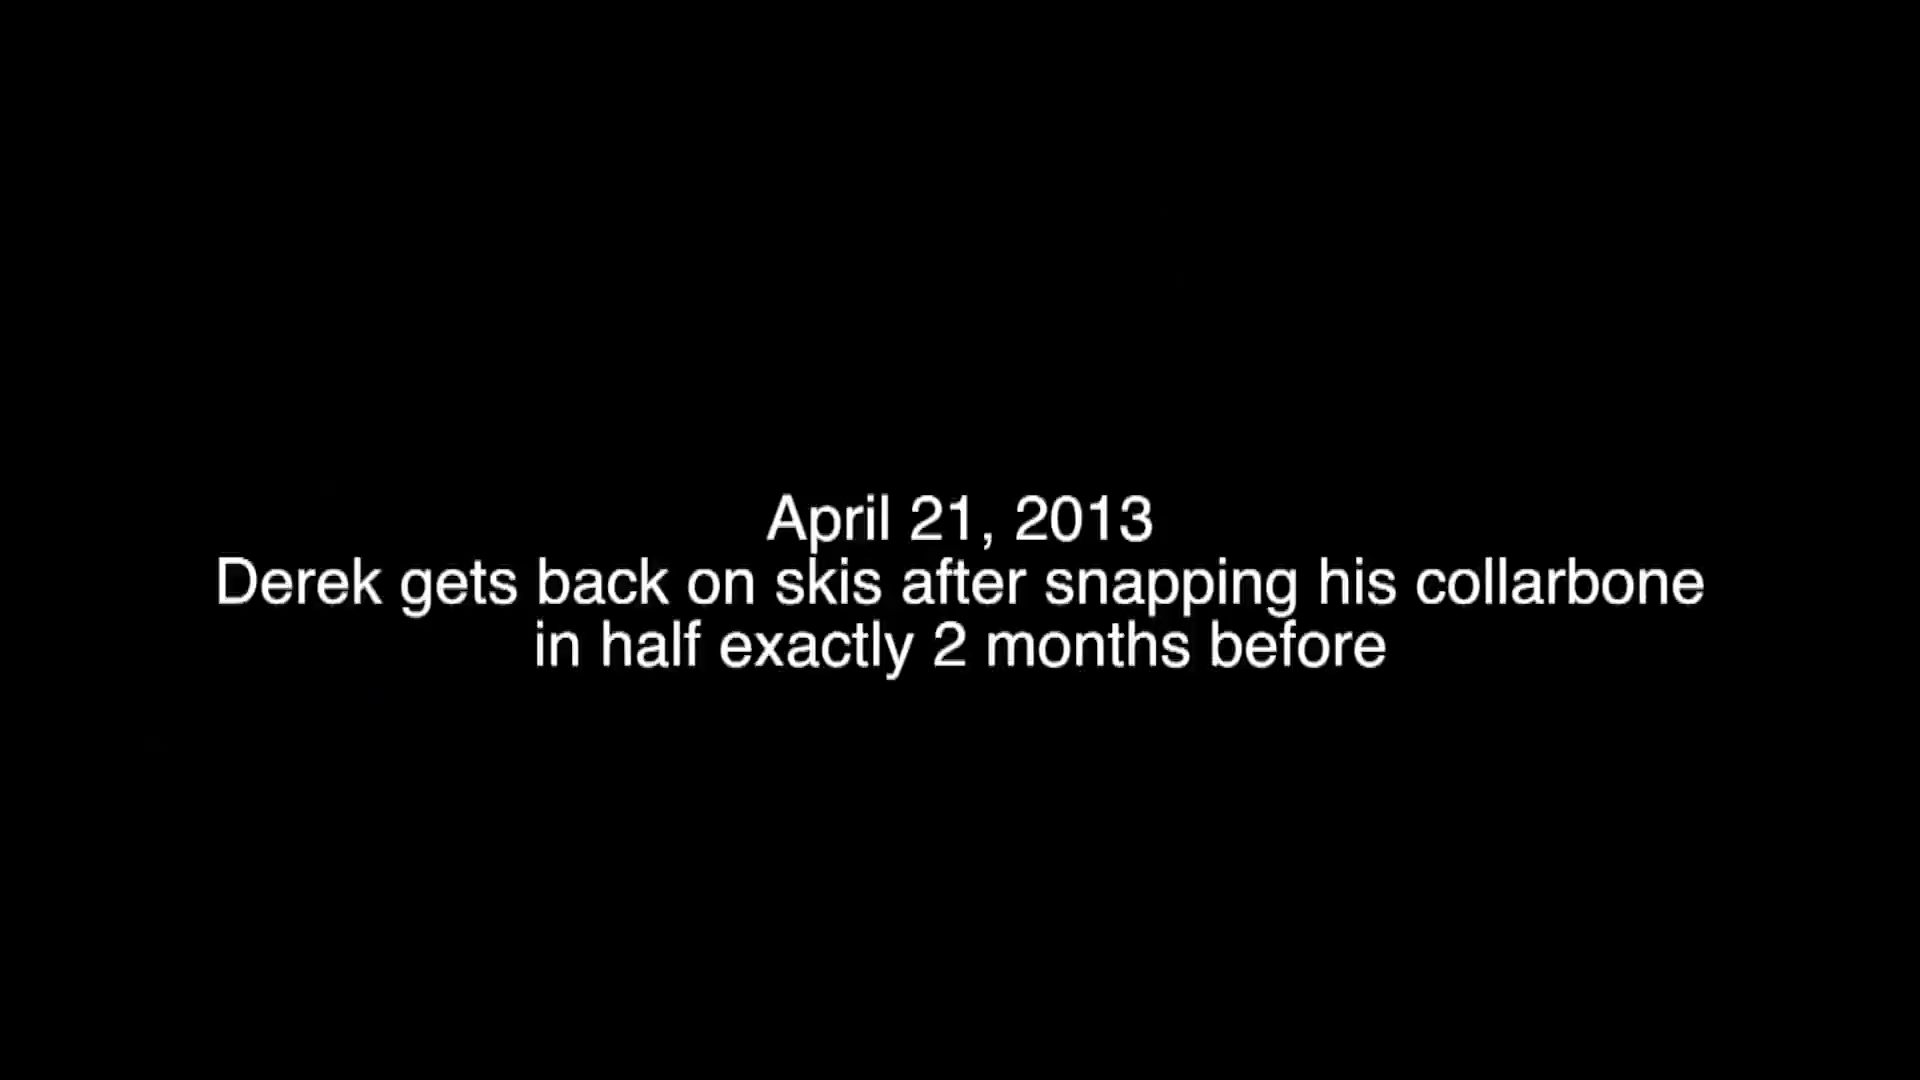 April 21, 2013
Derek gets back on skis after snapping his collarbone
in half exactly 2 months before